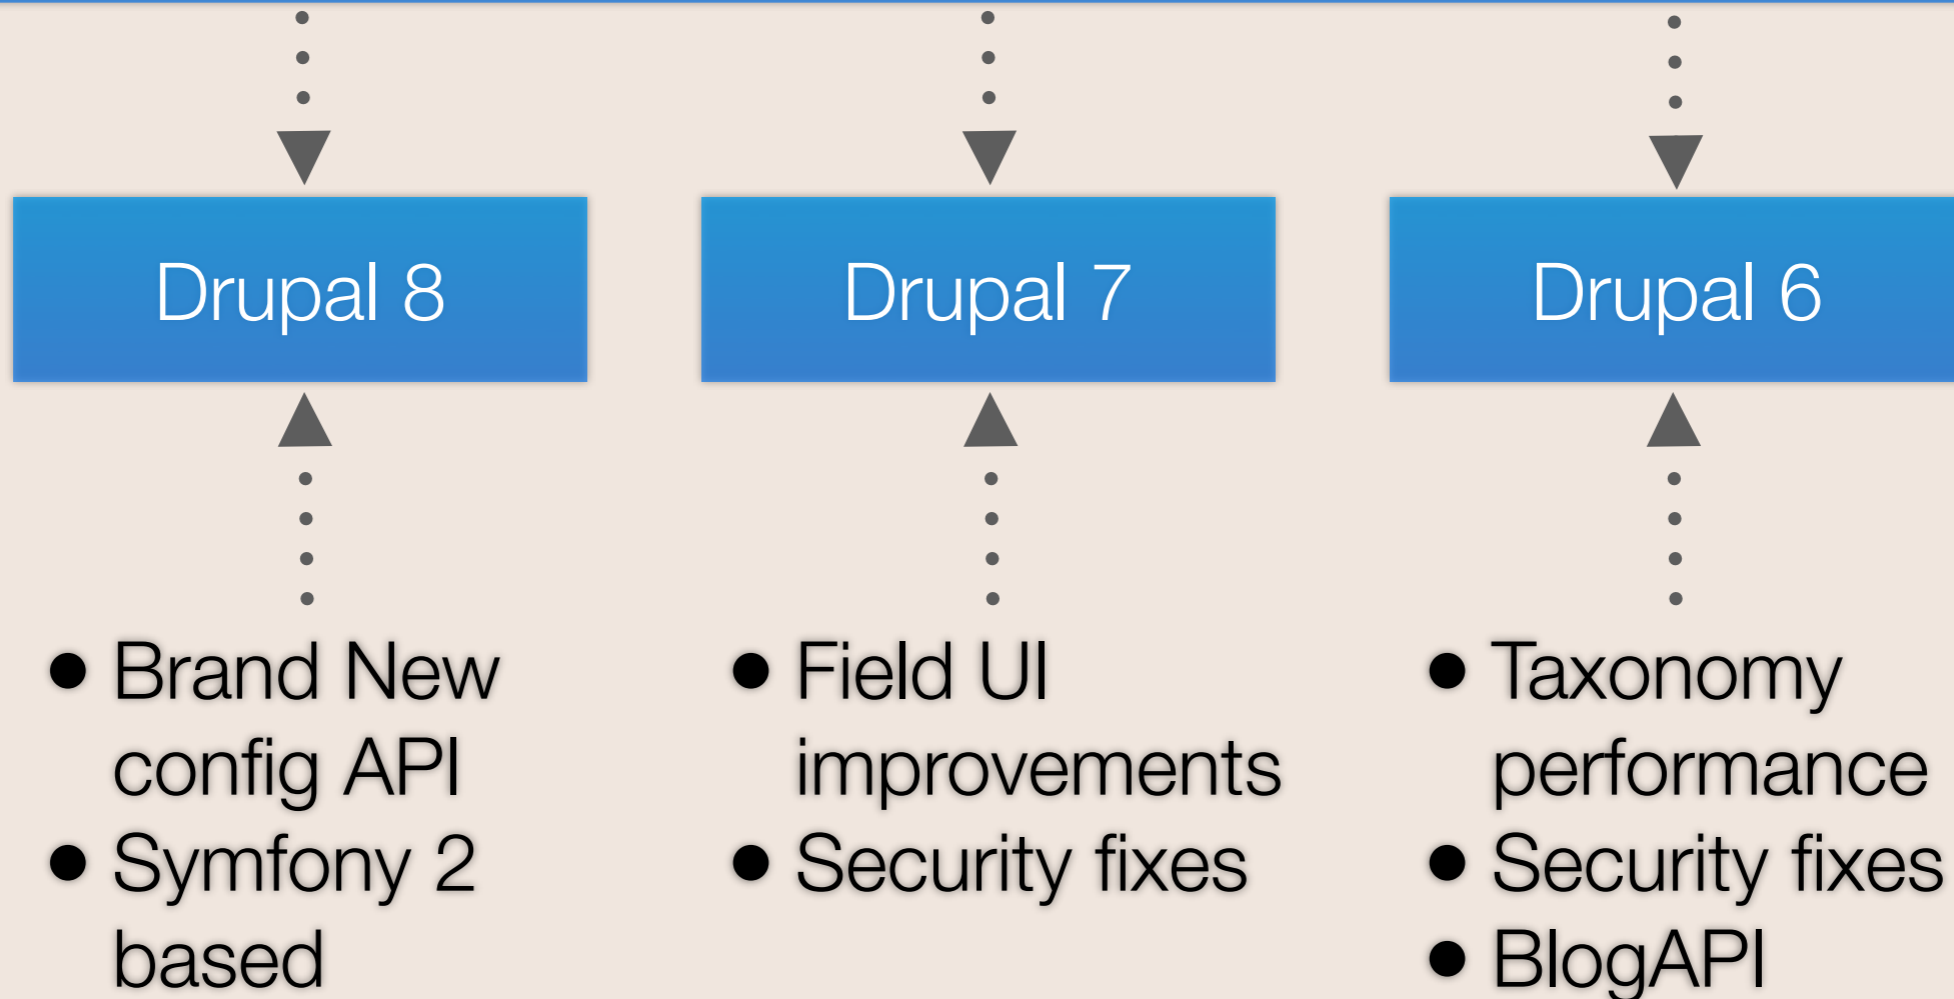 Drupal 8
Drupal 7
Drupal 6
• Brand New
config API
• Symfony 2
based
• Field UI
improvements
• Security fixes
• Taxonomy
performance
• Security fixes
• BlogAPI